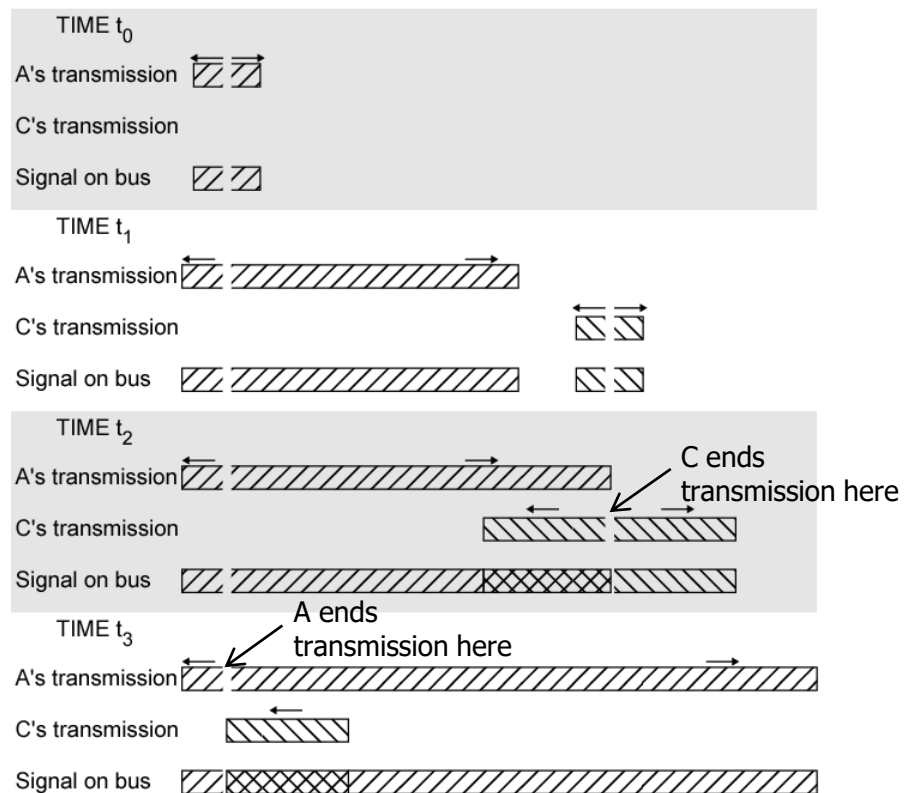 TIME t0
A's transmission
C's transmission
Signal on bus
TIME t1
A's transmission
C's transmission
Signal on bus
TIME t2
A's transmission
C ends
transmission here
C's transmission
Signal on bus
TIME t3
A ends
transmission here
A's transmission
C's transmission
Signal on bus